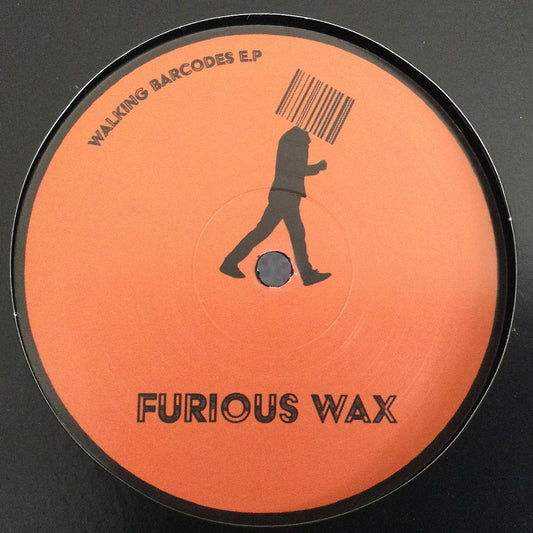 WALKING BARCODES E.P
FURIOUS WAX